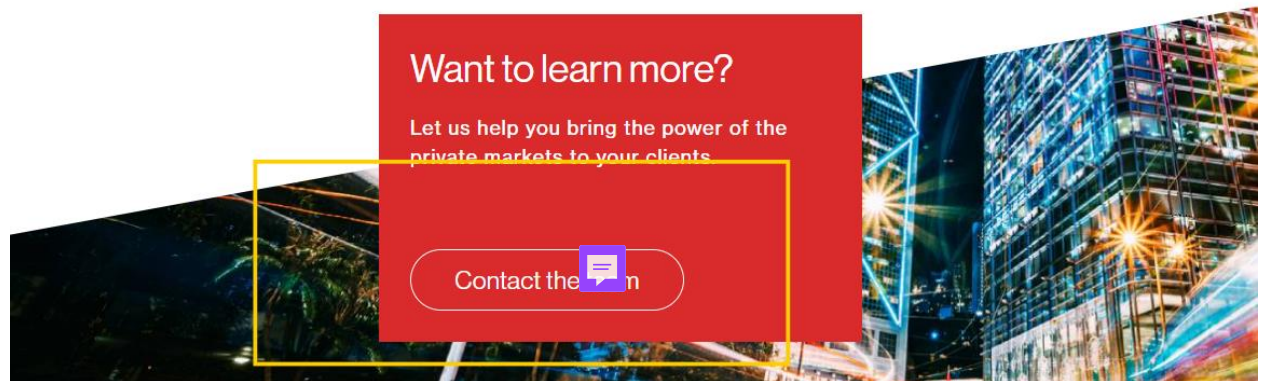 Want to learn more?
Let us help you bring the power of the
private markets to your clients.
Contact the m